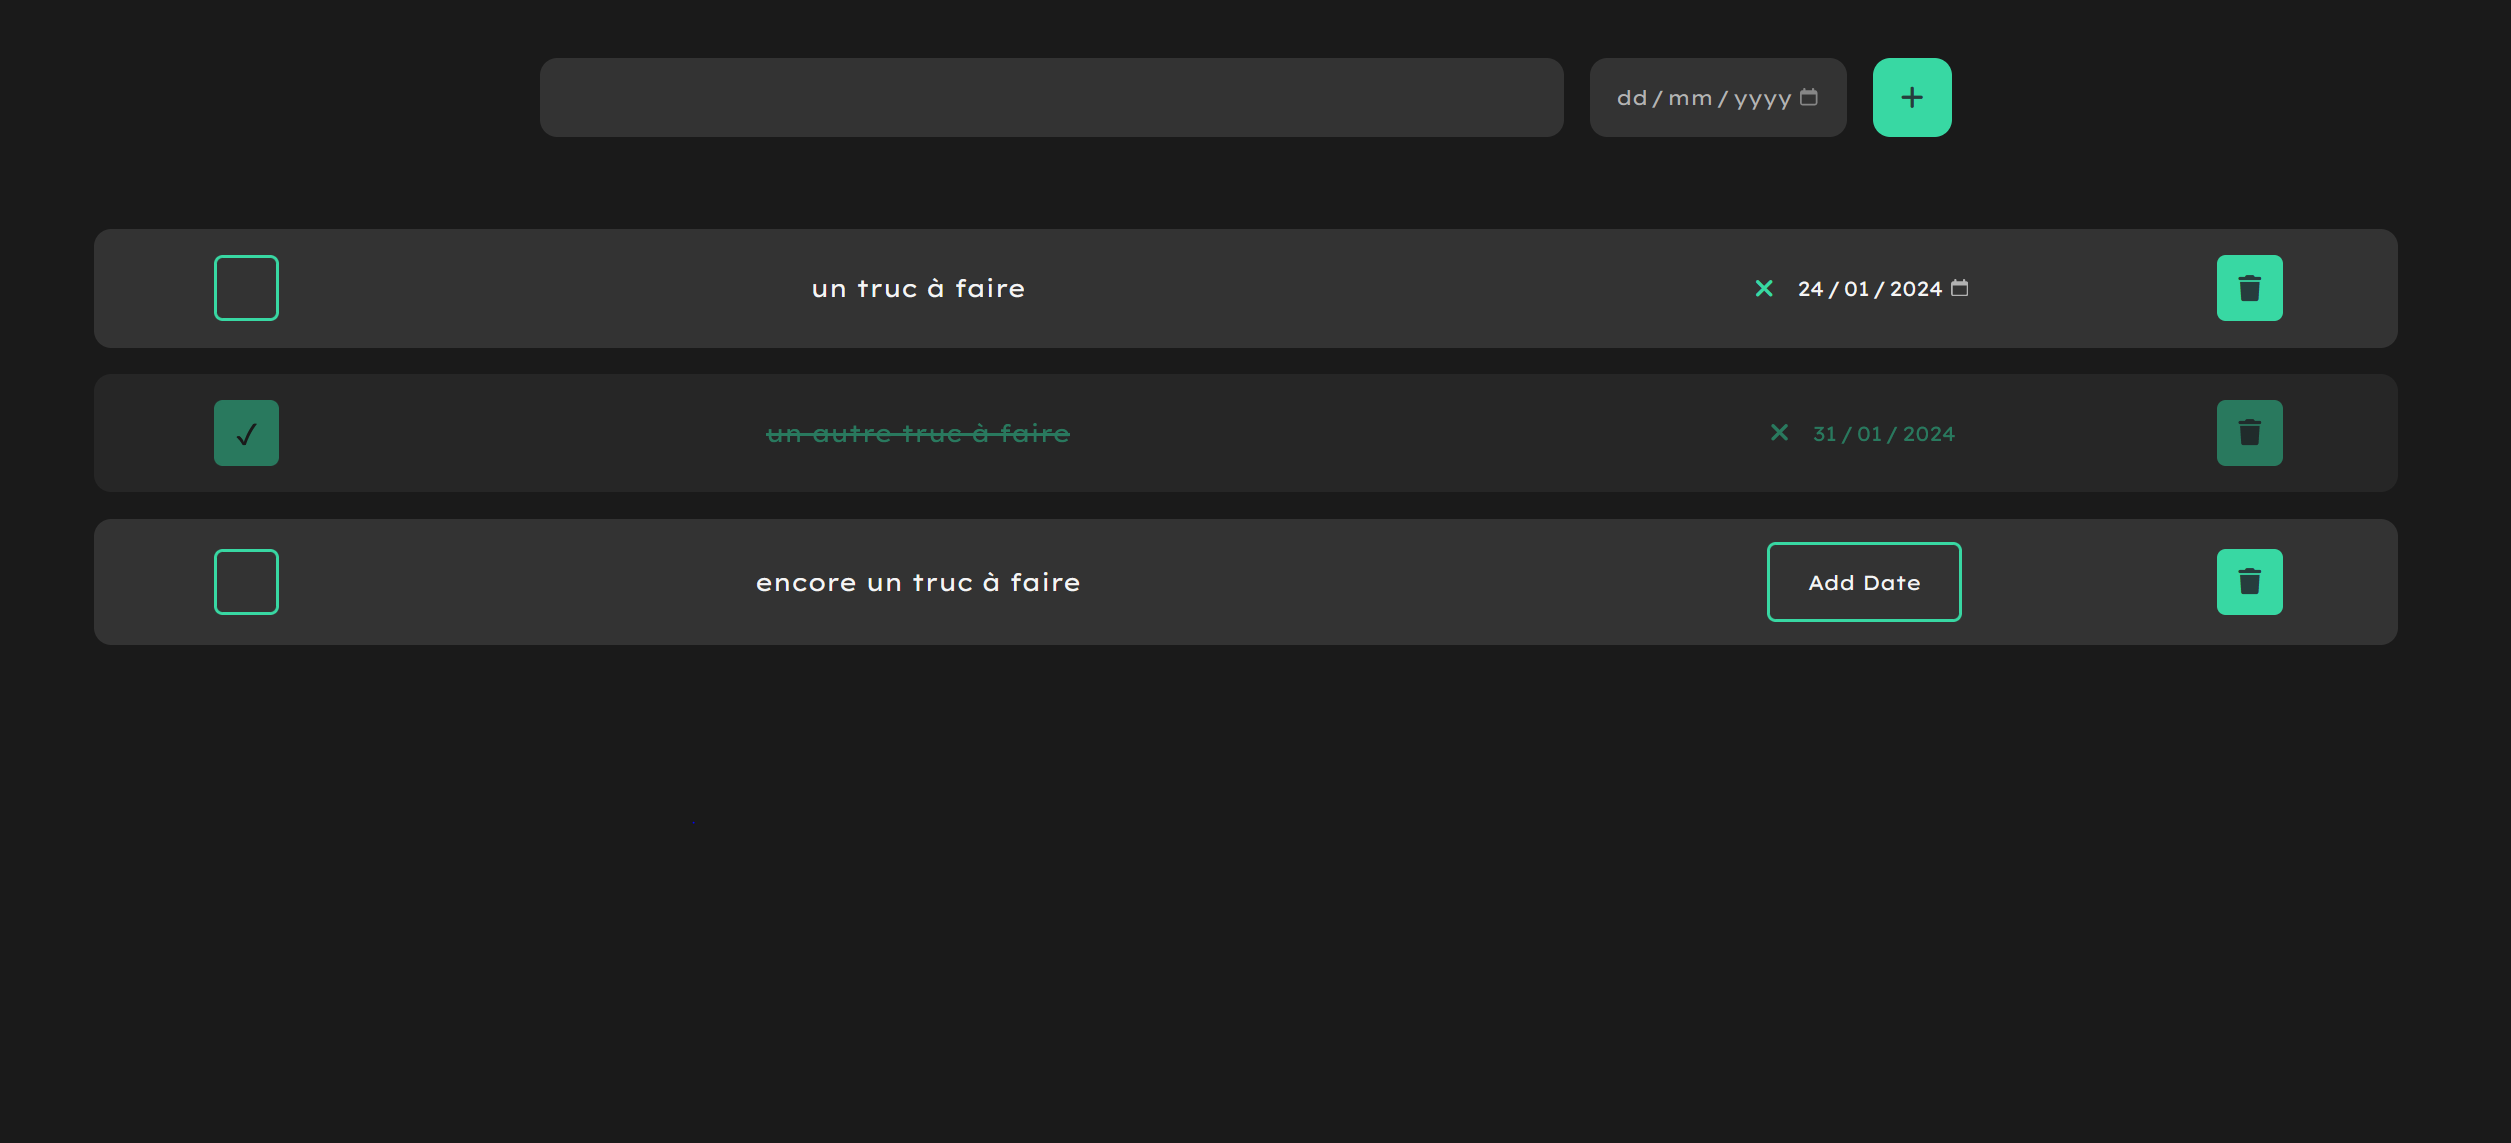 dd/mm/yyyy
un truc à faire 24/01/2024
un autre truc à faire 31/01/2024
encore un truc à faire Add Date